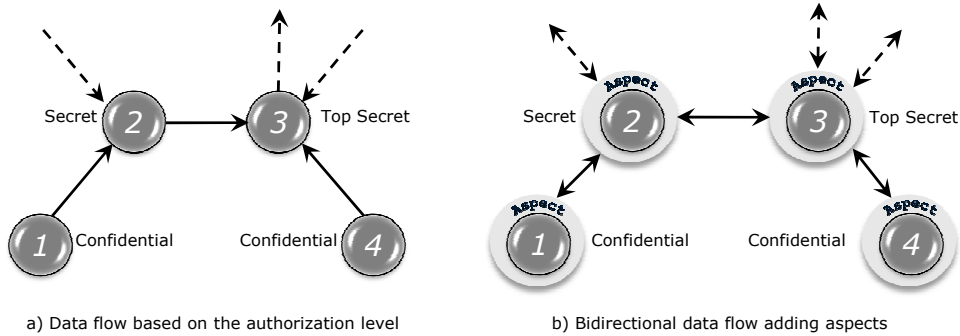 Secret
2
3
Top Secret
1
Confidential
Confidential
4
a) Data flow based on the authorization level
Aspect
Secret
2
Aspect
3
Top Secret
Aspect
1
Confidential
Confidential
Aspect
4
b) Bidirectional data flow adding aspects